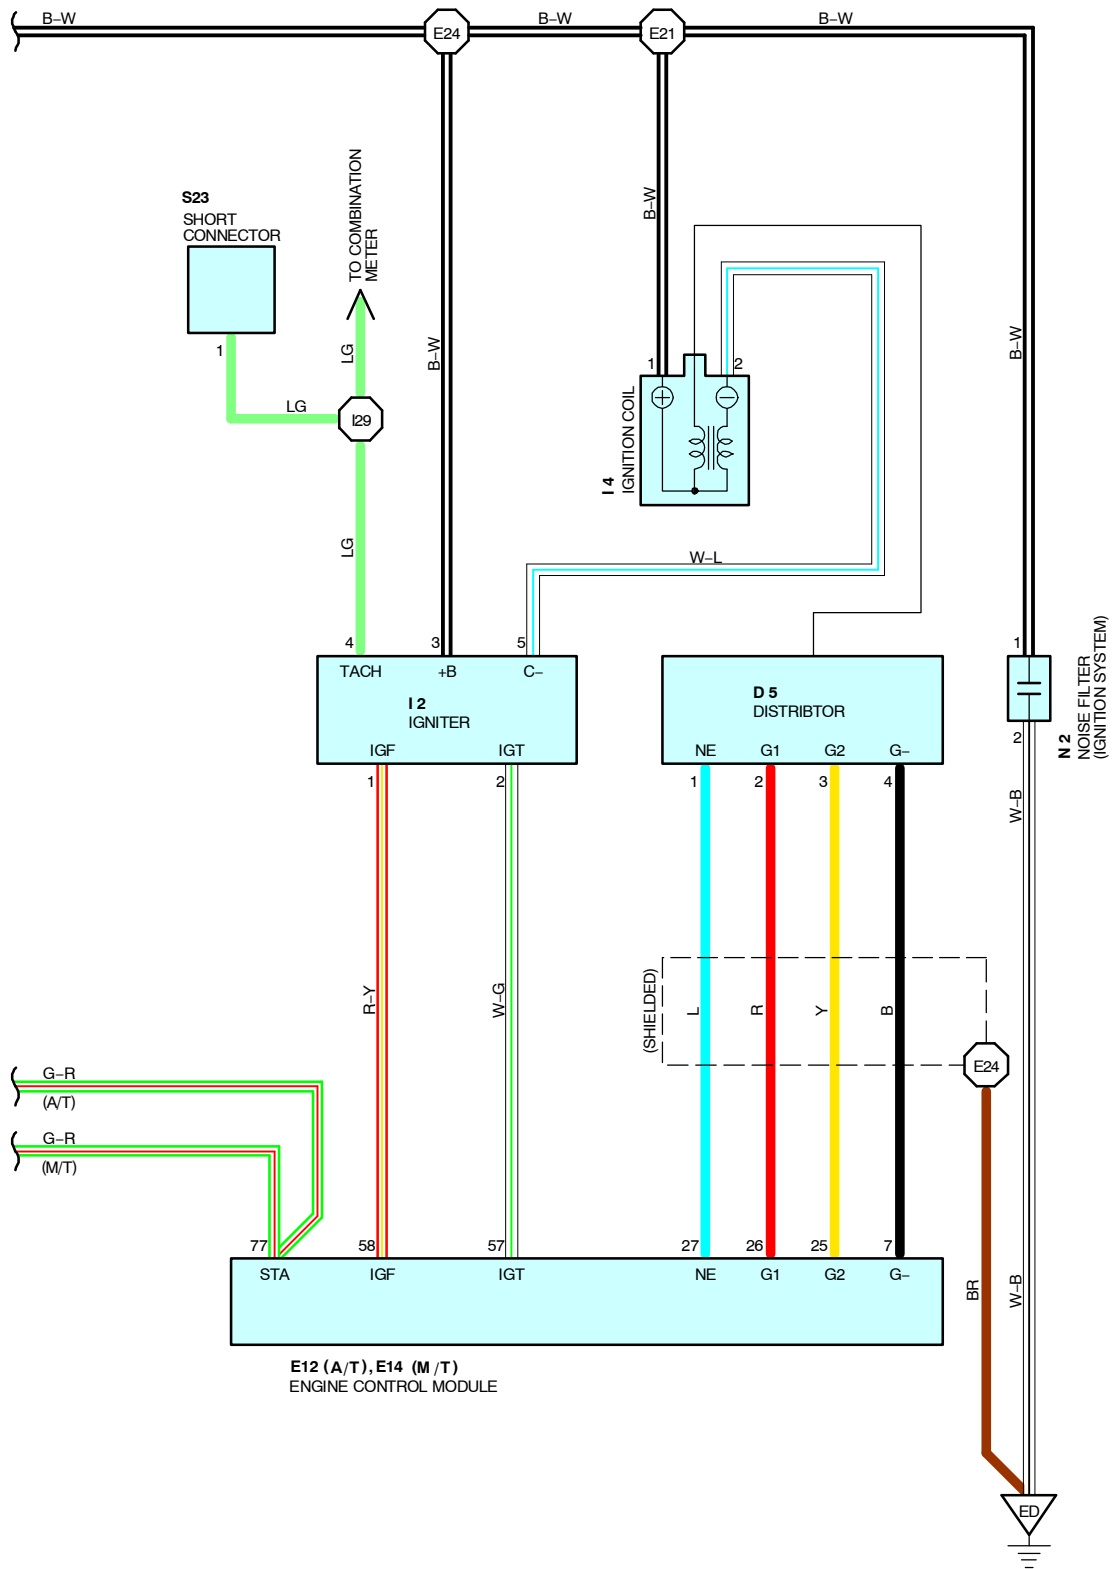 B–W
B–W
B–W
E24
E21
S23
SHORT
CONNECTOR
TO COMBINATION
METER
B–W
B–W
B–W
1
LG
LG
I29
LG
1
2
I 4
IGNITION COIL
W–L
4
3
5
1
TACH
+B
C–
I 2
IGNITER
IGF
IGT
D 5
DISTRIBTOR
NE
G1
G2
G–
N 2
NOISE FILTER
(IGNITION SYSTEM)
1
2
1
2
3
4
2
W–B
R–Y
W–G
(SHIELDED)
L
R
Y
B
E24
G–R
(A/T)
G–R
(M/T)
77
58
57
27
26
25
7
STA
IGF
IGT
NE
G1
G2
G–
BR
W–B
E12 (A/T), E14 (M/T)
ENGINE CONTROL MODULE
ED